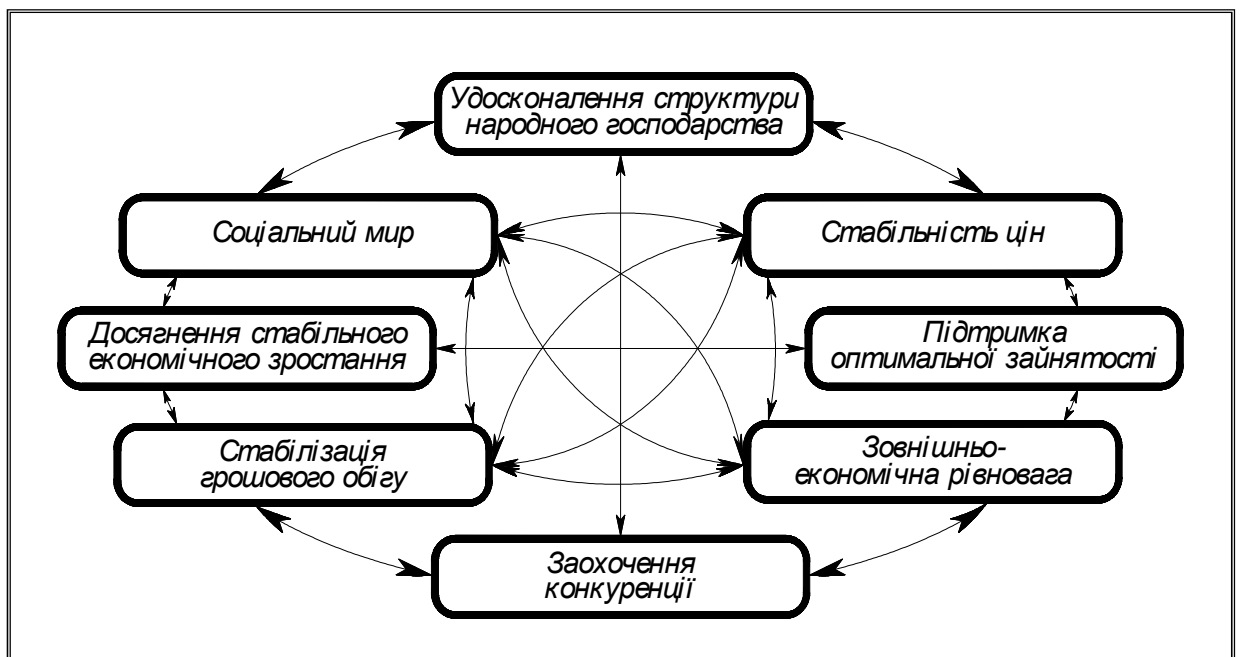 Удосконалення структури
народного господарства
Соціальний мир
Стабільність цін
Досягнення стабільного
економічного зростання
Підтримка
оптимальної зайнятості
Стабілізація
грошового обігу
Зовнішньо-
економічна рівновага
Заохочення
конкуренції